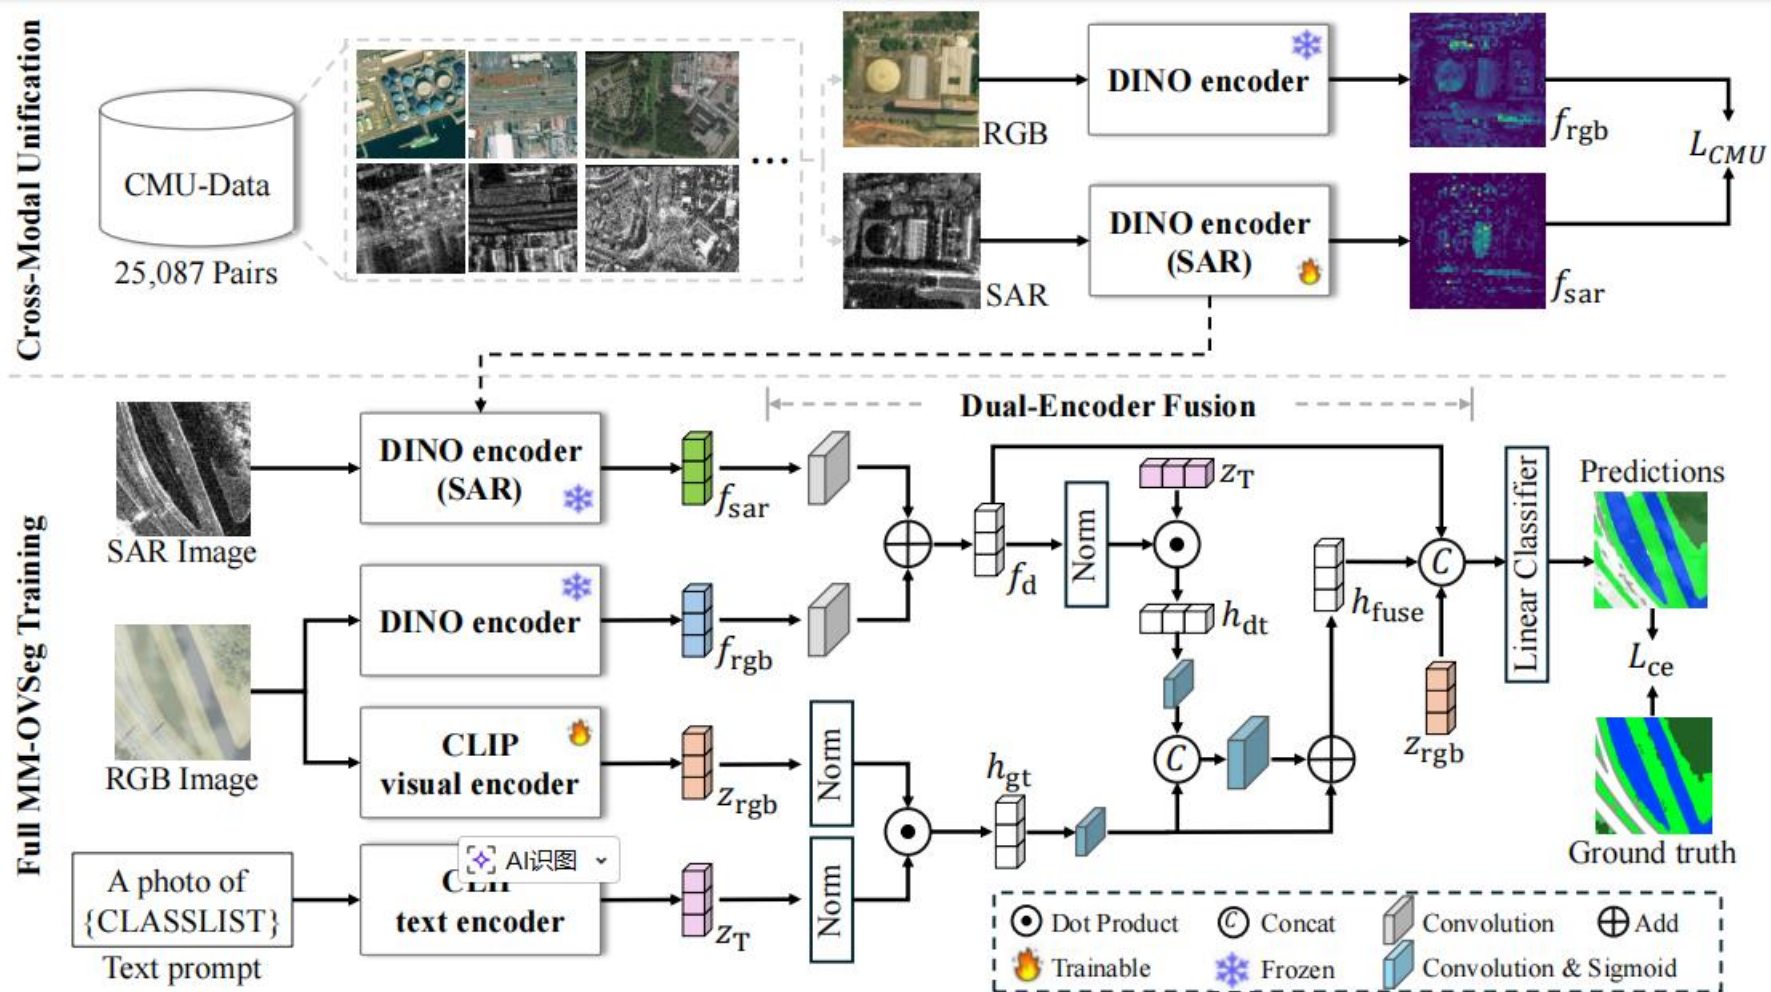 Cross-Modal Unification
CMU-Data
25,087 Pairs
...
RGB
SAR
DINO encoder
DINO encoder
(SAR)
f_rgb
f_sar
L_CMU
Full MM-OVSeg Training
Dual-Encoder Fusion
SAR Image
RGB Image
A photo of
{CLASSLIST}
Text prompt
DINO encoder
(SAR)
DINO encoder
CLIP
visual encoder
AI识图
text encoder
f_sar
f_rgb
z_rgb
z_T
Norm
Norm
f_d
Norm
z_T
h_dt
C
h_gt
h_fuse
C
z_rgb
Linear Classifier
Predictions
L_ce
Ground truth
Dot Product
C Concat
Convolution
Add
Trainable
Frozen
Convolution & Sigmoid